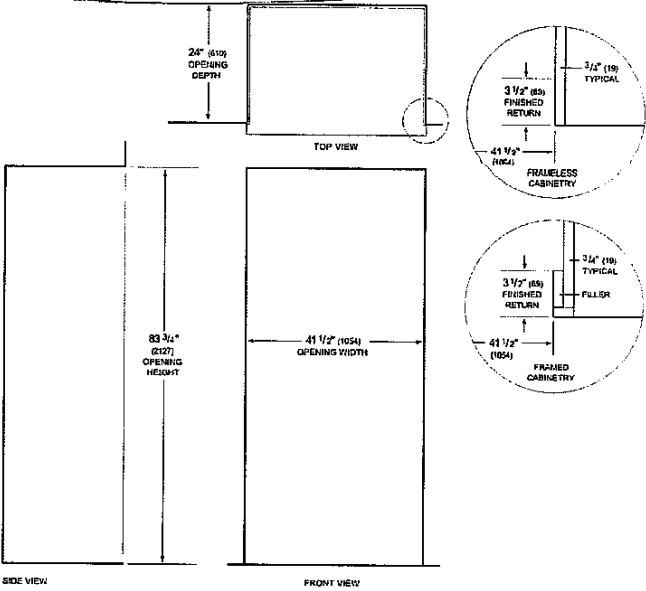 24" (610)
OPENING
DEPTH
TOP VIEW
3/4" (19)
TYPICAL
3 1/2" (89)
FINISHED
RETURN
41 1/2"
(1054)
FRAMELESS
CABINETRY
3/4" (19)
TYPICAL
3 1/2" (89)
FINISHED
RETURN
FILLER
41 1/2"
(1054)
FRAMED
CABINETRY
83 3/4"
(2127)
OPENING
HEIGHT
41 1/2" (1054)
OPENING WIDTH
SIDE VIEW
FRONT VIEW